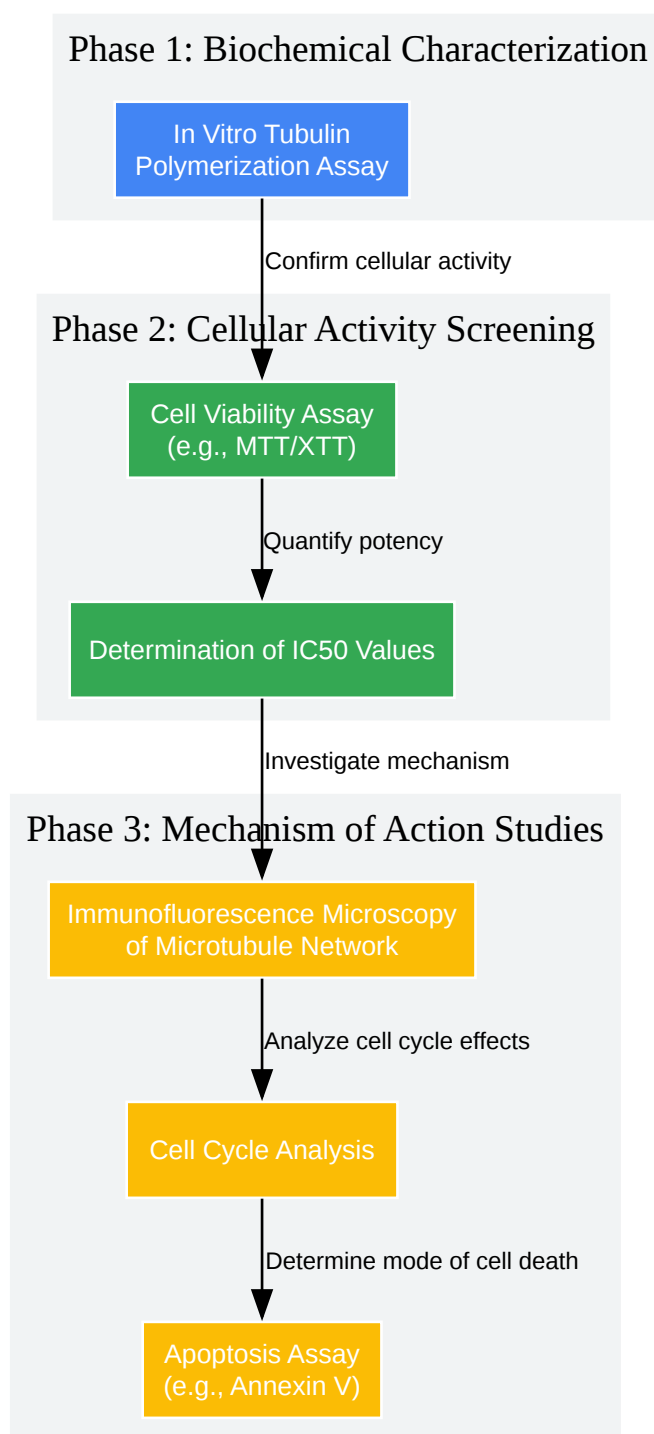 Phase 1: Biochemical Characterization
In Vitro Tubulin
Polymerization Assay
Confirm cellular activity
Phase 2: Cellular Activity Screening
Cell Viability Assay
(e.g., MTT/XTT)
Quantify potency
Determination of IC50 Values
Investigate mechanism
Phase 3: Mechanism of Action Studies
Immunofluorescence Microscopy
of Microtubule Network
Analyze cell cycle effects
Cell Cycle Analysis
Determine mode of cell death
Apoptosis Assay
(e.g., Annexin V)